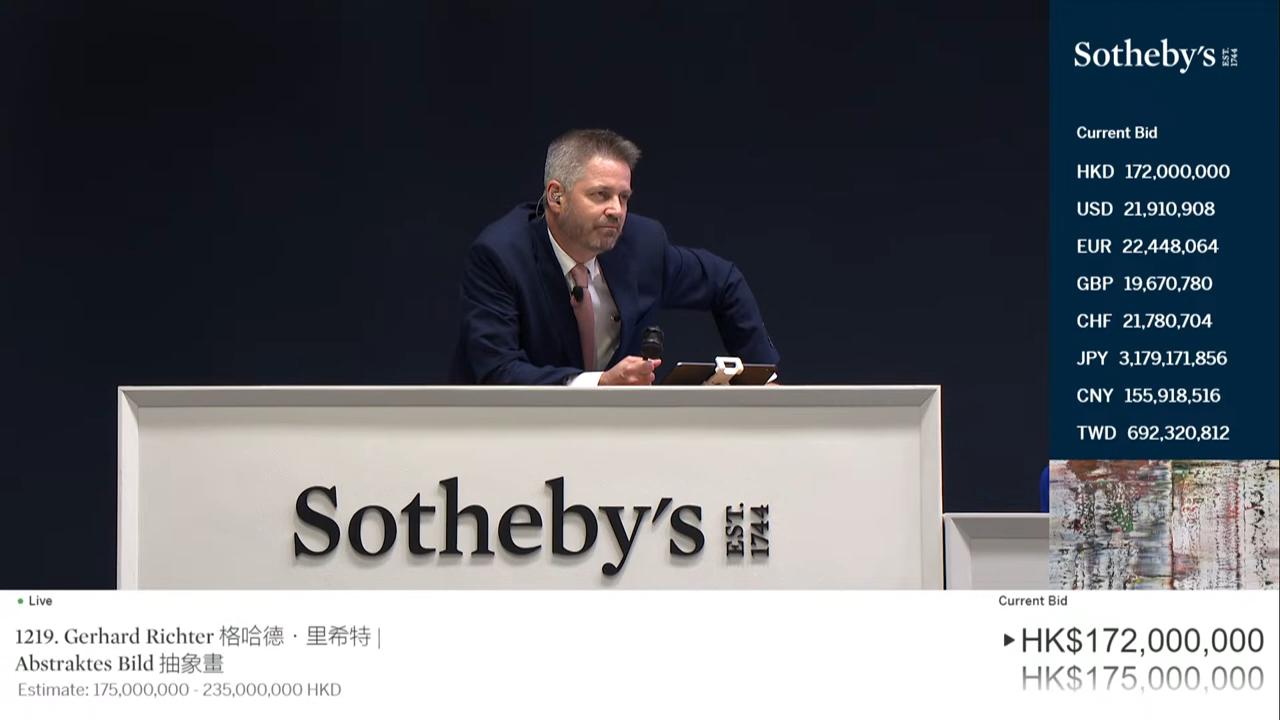 Sotheby's EST. 1744
Current Bid
HKD 172,000,000
USD 21,910,908
EUR 22,448,064
GBP 19,670,780
CHF 21,780,704
JPY 3,179,171,856
CNY 155,918,516
TWD 692,320,812
Sotheby's EST. 1744
Live
1219. Gerhard Richter 格哈德・里希特 |
Abstraktes Bild 抽象畫
Estimate: 175,000,000 - 235,000,000 HKD
Current Bid
HK$172,000,000
HK$175,000,000